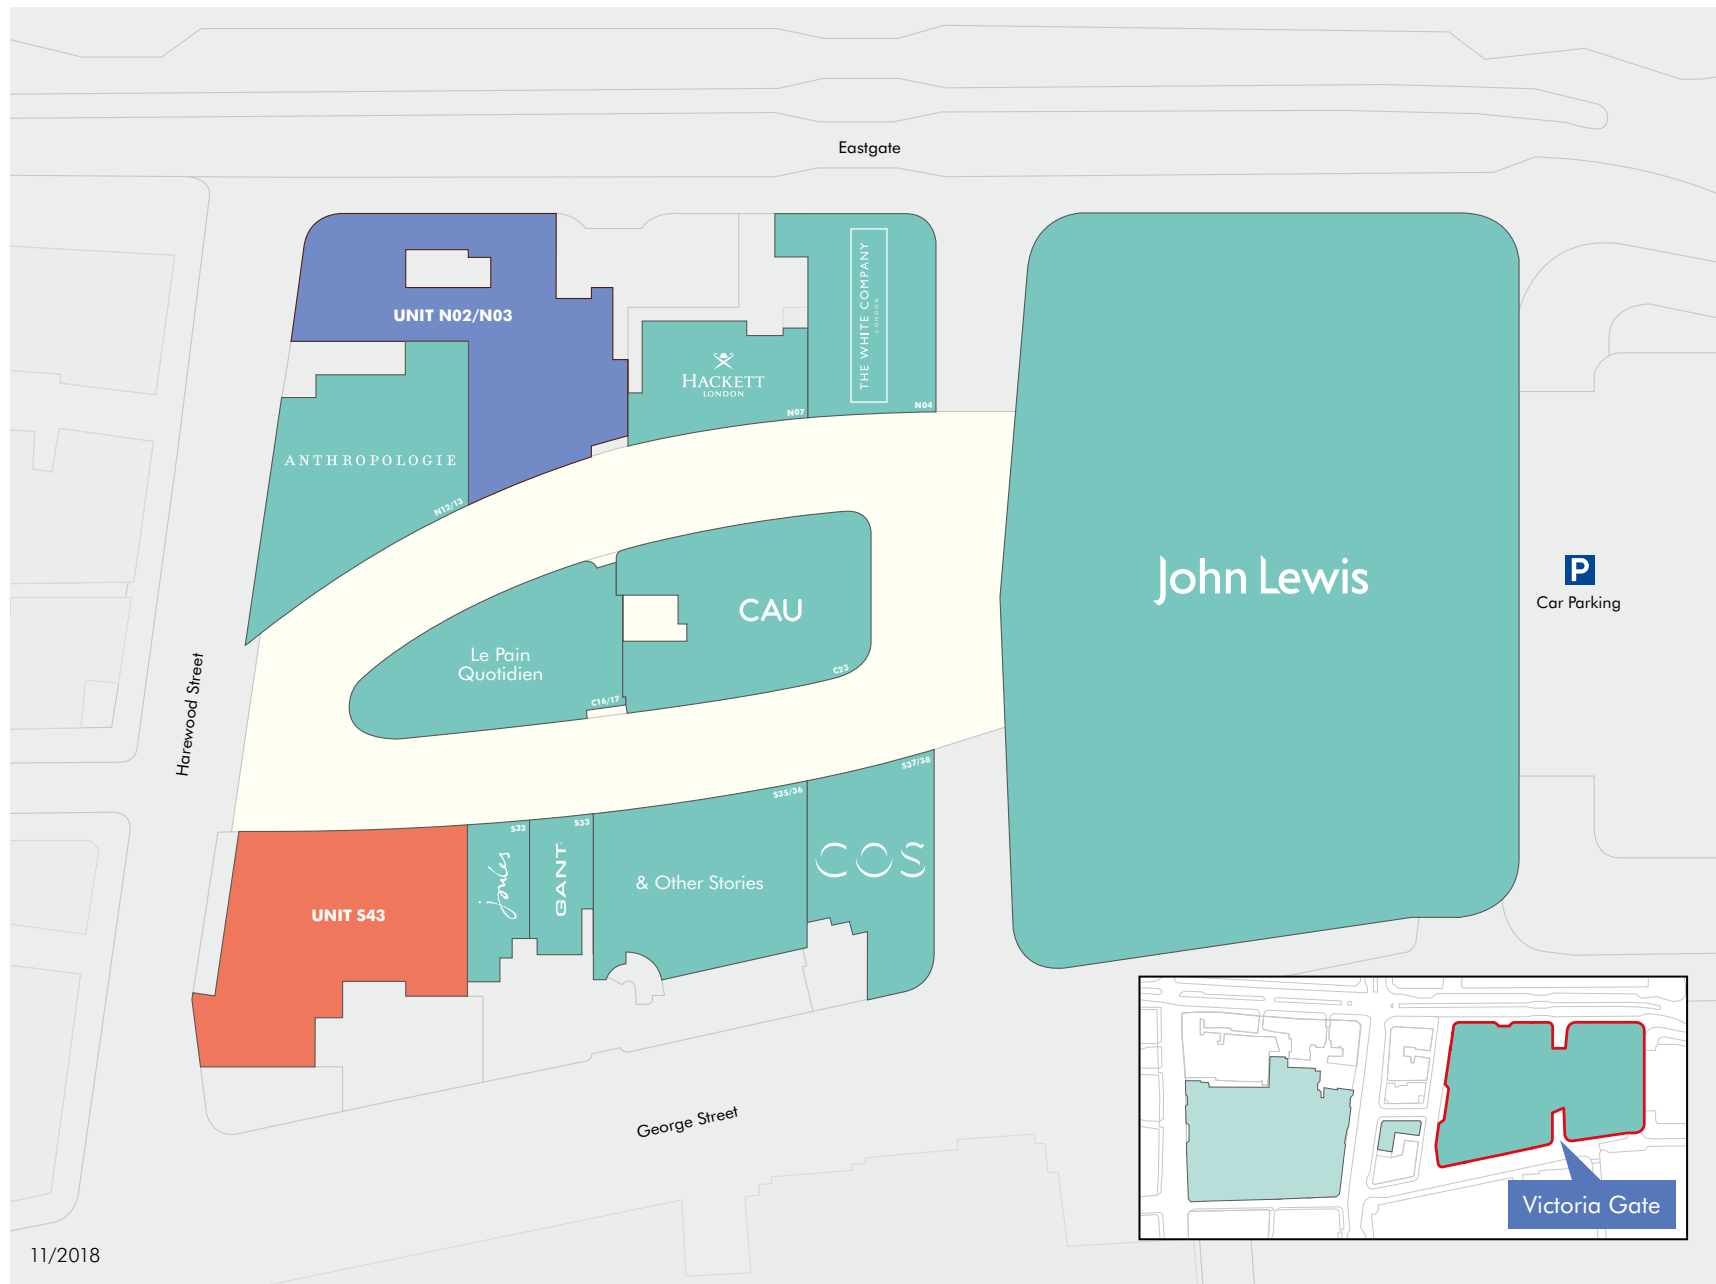 Eastgate
UNIT N02/N03
THE WHITE COMPANY
LONDON
HACKETT
LONDON
N07
N04
ANTHROPOLOGIE
N12/13
CAU
Le Pain
Quotidien
C23
C16/17
John Lewis
P
Car Parking
Harewood Street
S37/38
S35/36
S33
S32
UNIT S43
Joules
GANT
& Other Stories
COS
George Street
Victoria Gate
11/2018